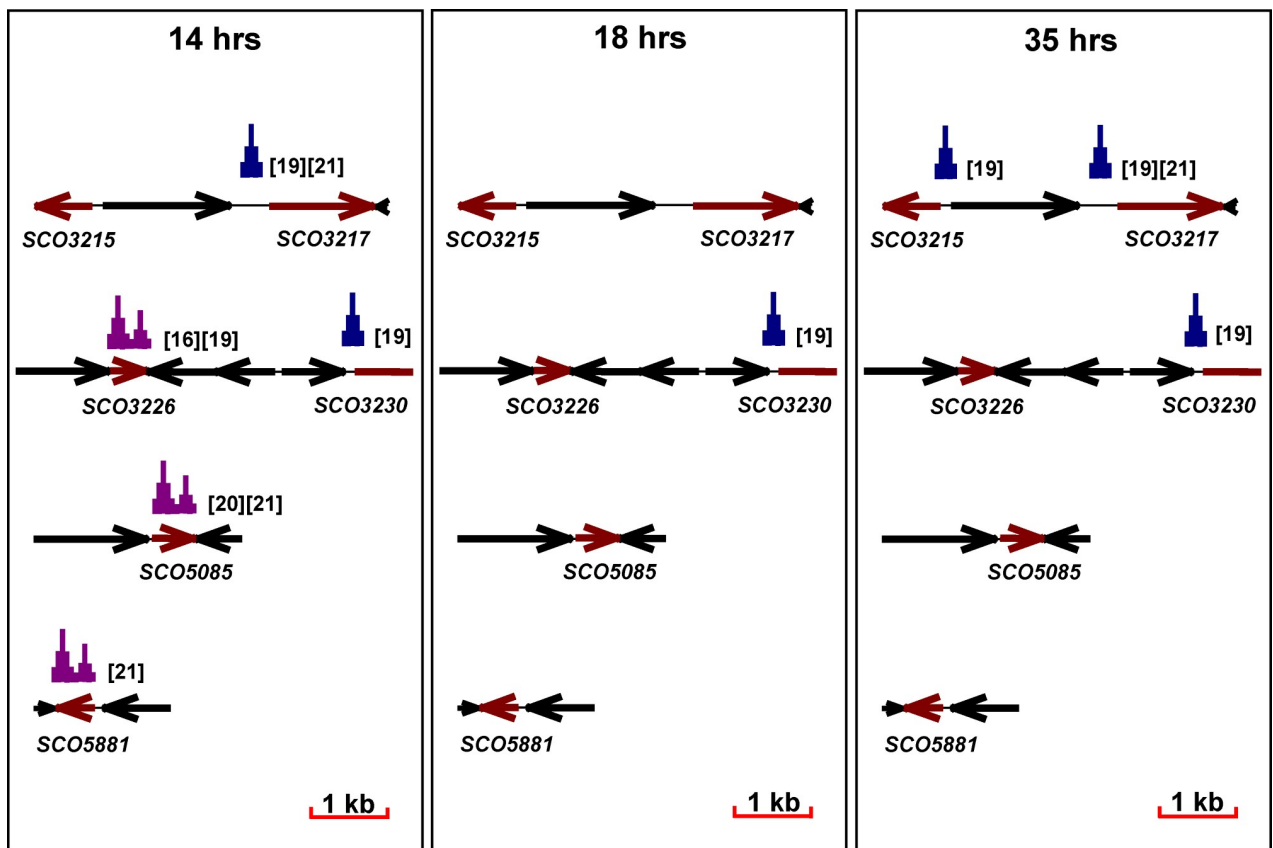 14 hrs
[19][21]
SCO3215 SCO3217
[16][19] [19]
SCO3226 SCO3230
[20][21]
SCO5085
[21]
SCO5881
1 kb
18 hrs
SCO3215 SCO3217
[19]
SCO3226 SCO3230
SCO5085
SCO5881
1 kb
35 hrs
[19] [19][21]
SCO3215 SCO3217
[19]
SCO3226 SCO3230
SCO5085
SCO5881
1 kb